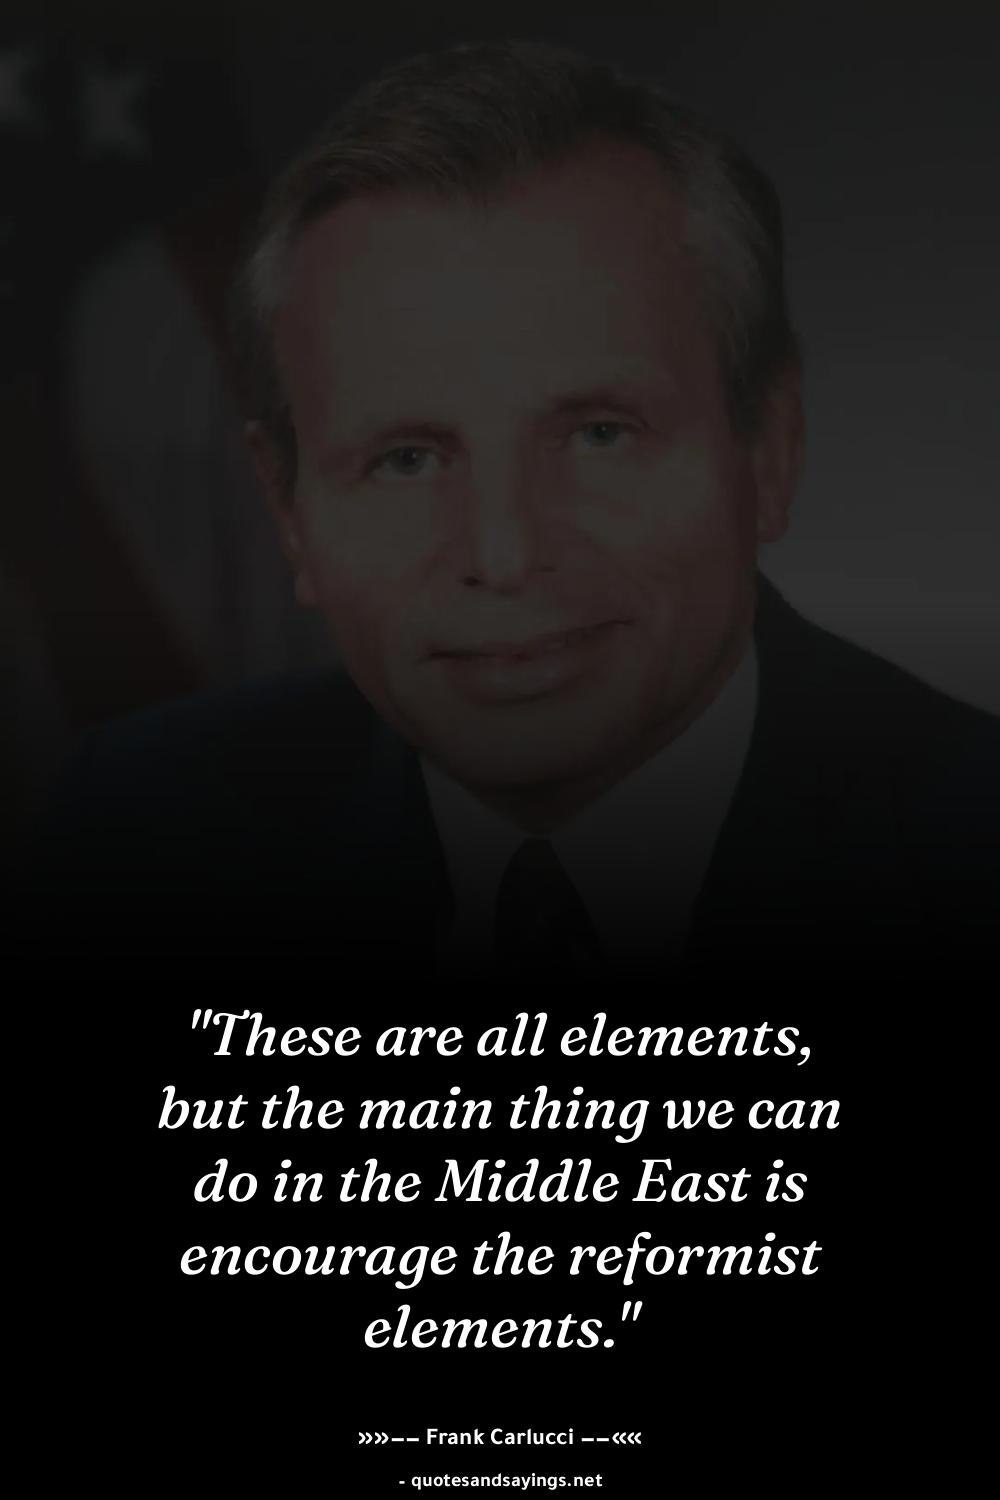 "These are all elements,
but the main thing we can
do in the Middle East is
encourage the reformist
elements."
»»−− Frank Carlucci −−««
- quotesandsayings.net